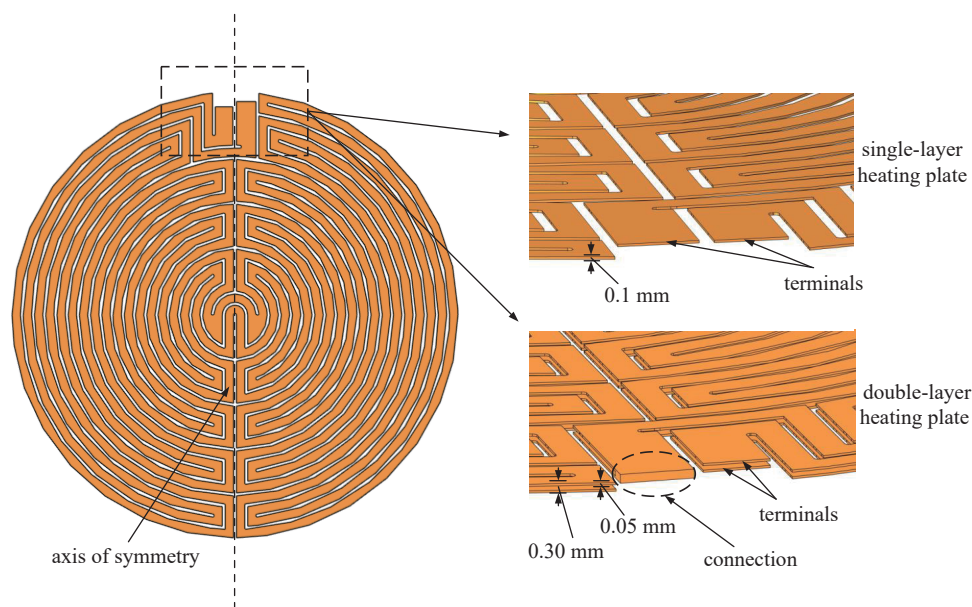 single-layer
heating plate
terminals
0.1 mm
double-layer
heating plate
0.05 mm
terminals
0.30 mm
connection
axis of symmetry